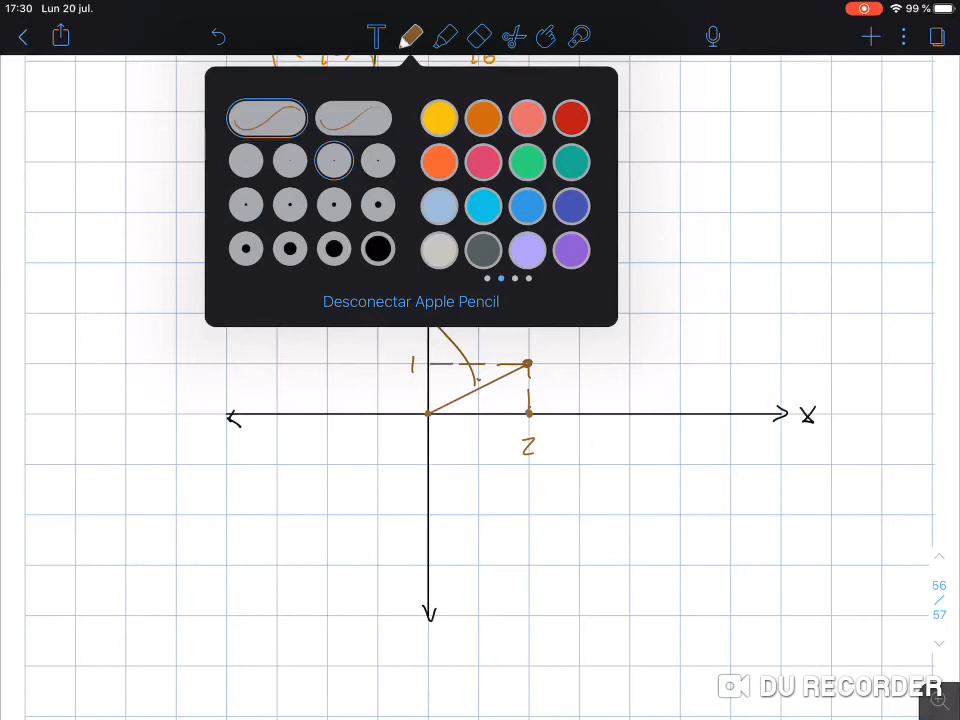 17:30 Lun 20 jul. 99 %
T
Desconectar Apple Pencil
1
x
2
56
/
57
DU RECORDER